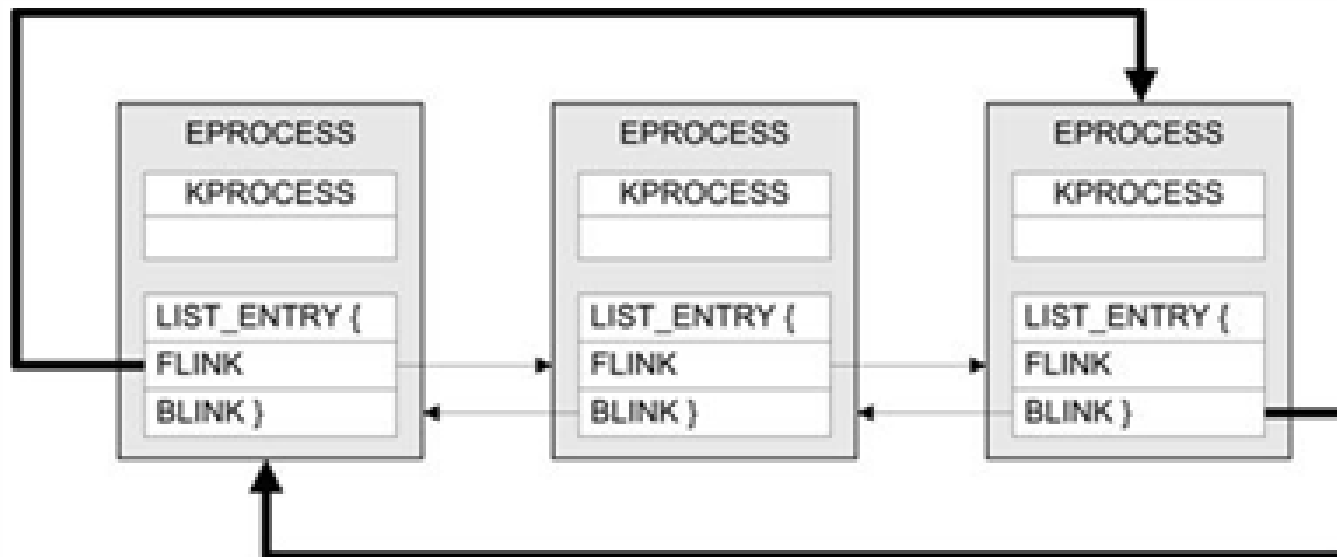 EPROCESS
KPROCESS
LIST_ENTRY {
FLINK
BLINK }
EPROCESS
KPROCESS
LIST_ENTRY {
FLINK
BLINK }
EPROCESS
KPROCESS
LIST_ENTRY {
FLINK
BLINK }